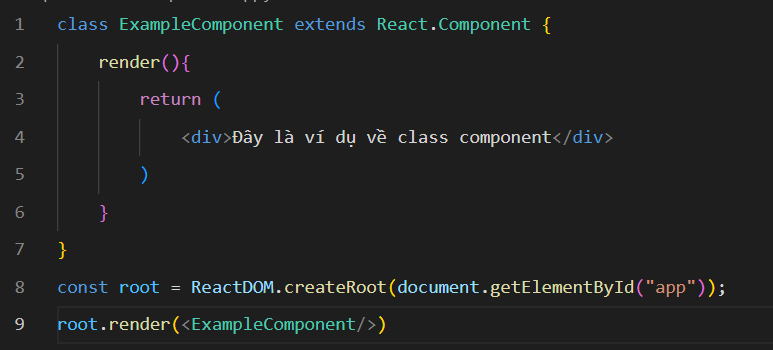 1 class ExampleComponent extends React.Component {
2 render(){
3 return (
4 <div>Đây là ví dụ về class component</div>
5 )
6 }
7 }
8 const root = ReactDOM.createRoot(document.getElementById("app"));
9 root.render(<ExampleComponent/>)